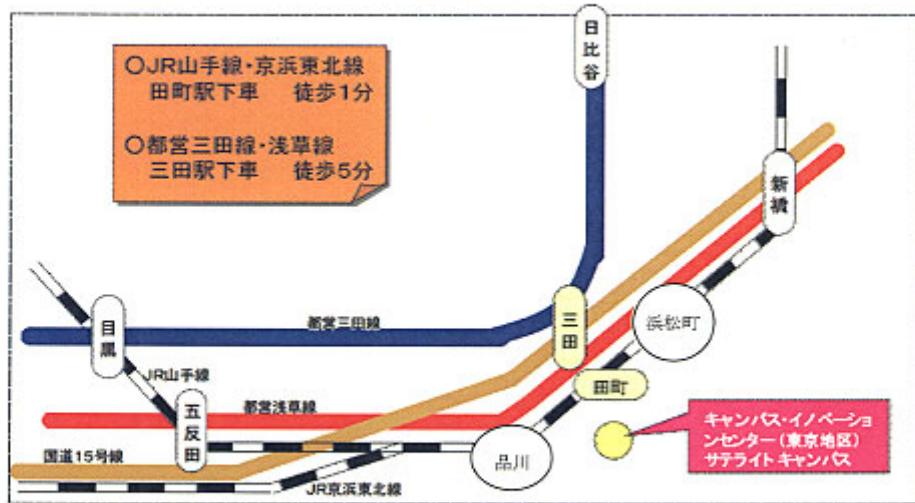 ○JR山手線・京浜東北線
田町駅下車　徒歩1分
○都営三田線・浅草線
三田駅下車　徒歩5分
日比谷
新橋
三田
浜松町
目黒
都営三田線
JR山手線
田町
五反田
都営浅草線
キャンパス・イノベーショ
ンセンター（東京地区）
サテライト キャンパス
国道15号線
品川
JR京浜東北線